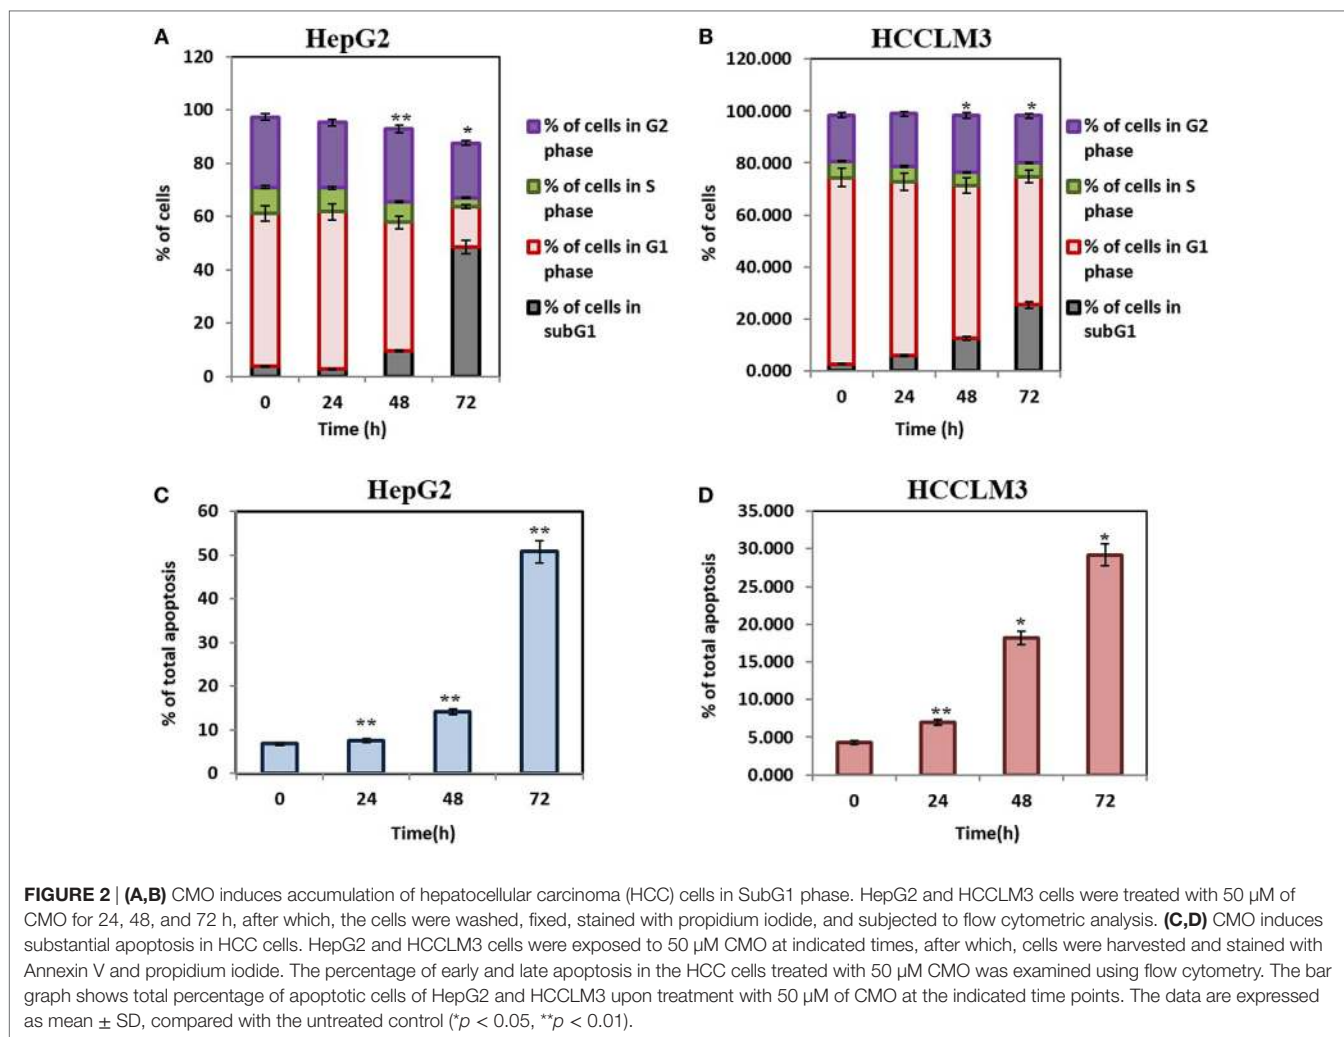 A
HepG2
120
100
80
60
40
20
0
% of cells
**
*
0 24 48 72
Time (h)
% of cells in G2
phase
% of cells in S
phase
% of cells in G1
phase
% of cells in
subG1
B
HCCLM3
120.000
100.000
80.000
60.000
40.000
20.000
0.000
% of cells
*
*
0 24 48 72
Time (h)
% of cells in G2
phase
% of cells in S
phase
% of cells in G1
phase
% of cells in
subG1
C
HepG2
60
50
40
30
20
10
0
% of total apoptosis
**
**
**
0 24 48 72
Time(h)
D
HCCLM3
35.000
30.000
25.000
20.000
15.000
10.000
5.000
0.000
% of total apoptosis
**
*
*
0 24 48 72
Time(h)
FIGURE 2 | (A,B) CMO induces accumulation of hepatocellular carcinoma (HCC) cells in SubG1 phase. HepG2 and HCCLM3 cells were treated with 50 µM of
CMO for 24, 48, and 72 h, after which, the cells were washed, fixed, stained with propidium iodide, and subjected to flow cytometric analysis. (C,D) CMO induces
substantial apoptosis in HCC cells. HepG2 and HCCLM3 cells were exposed to 50 µM CMO at indicated times, after which, cells were harvested and stained with
Annexin V and propidium iodide. The percentage of early and late apoptosis in the HCC cells treated with 50 µM CMO was examined using flow cytometry. The bar
graph shows total percentage of apoptotic cells of HepG2 and HCCLM3 upon treatment with 50 µM of CMO at the indicated time points. The data are expressed
as mean ± SD, compared with the untreated control (*p < 0.05, **p < 0.01).